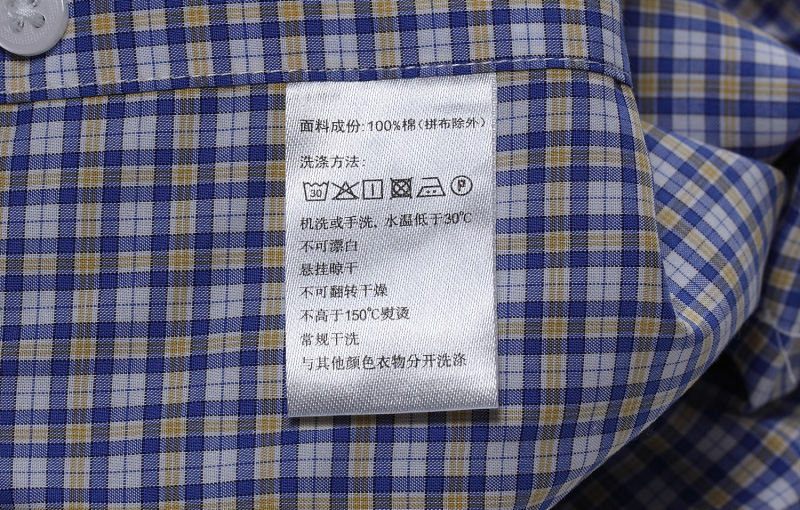 面料成份:100%棉(拼布除外)
洗涤方法:
30 P
机洗或手洗, 水温低于30℃
不可漂白
悬挂晾干
不可翻转干燥
不高于150℃熨烫
常规干洗
与其他颜色衣物分开洗涤